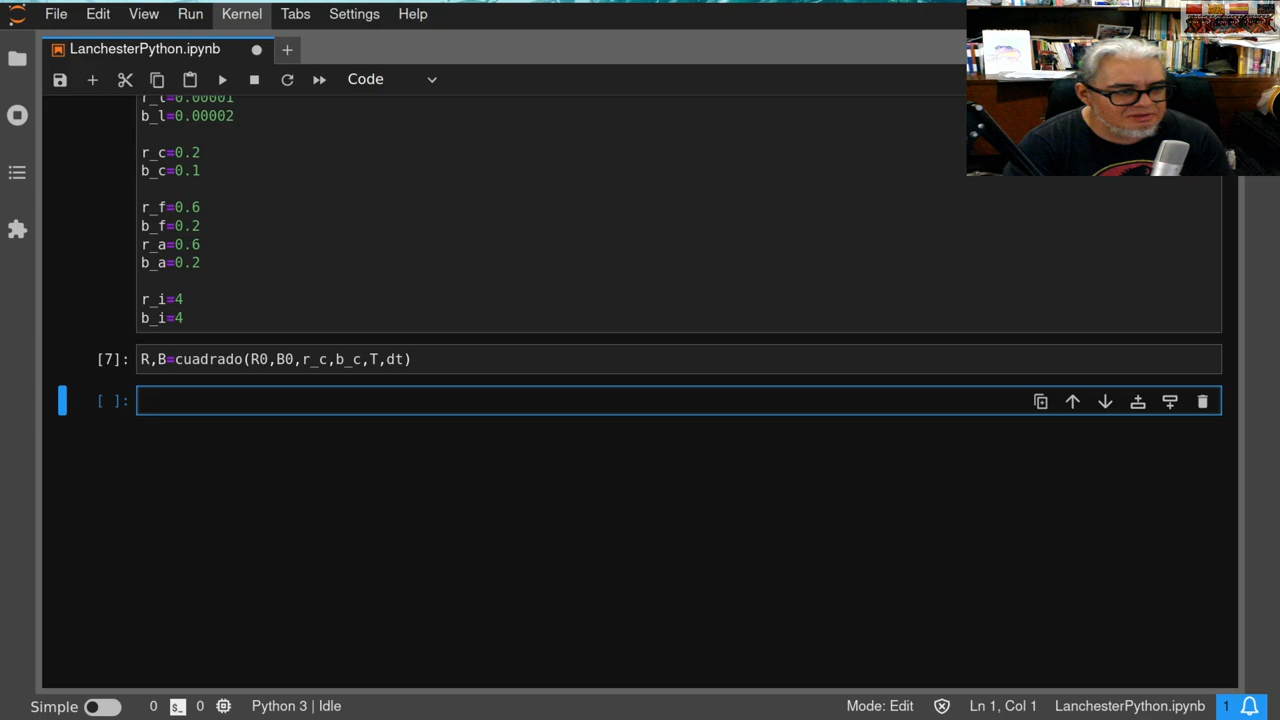 File Edit View Run Kernel Tabs Settings Help
LanchesterPython.ipynb
Code
r_l=0.00001
b_l=0.00002
r_c=0.2
b_c=0.1
r_f=0.6
b_f=0.2
r_a=0.6
b_a=0.2
r_i=4
b_i=4
[7]: R,B=cuadrado(R0,B0,r_c,b_c,T,dt)
[ ]:
Simple 0 $_ 0 Python 3 | Idle Mode: Edit Ln 1, Col 1 LanchesterPython.ipynb 1